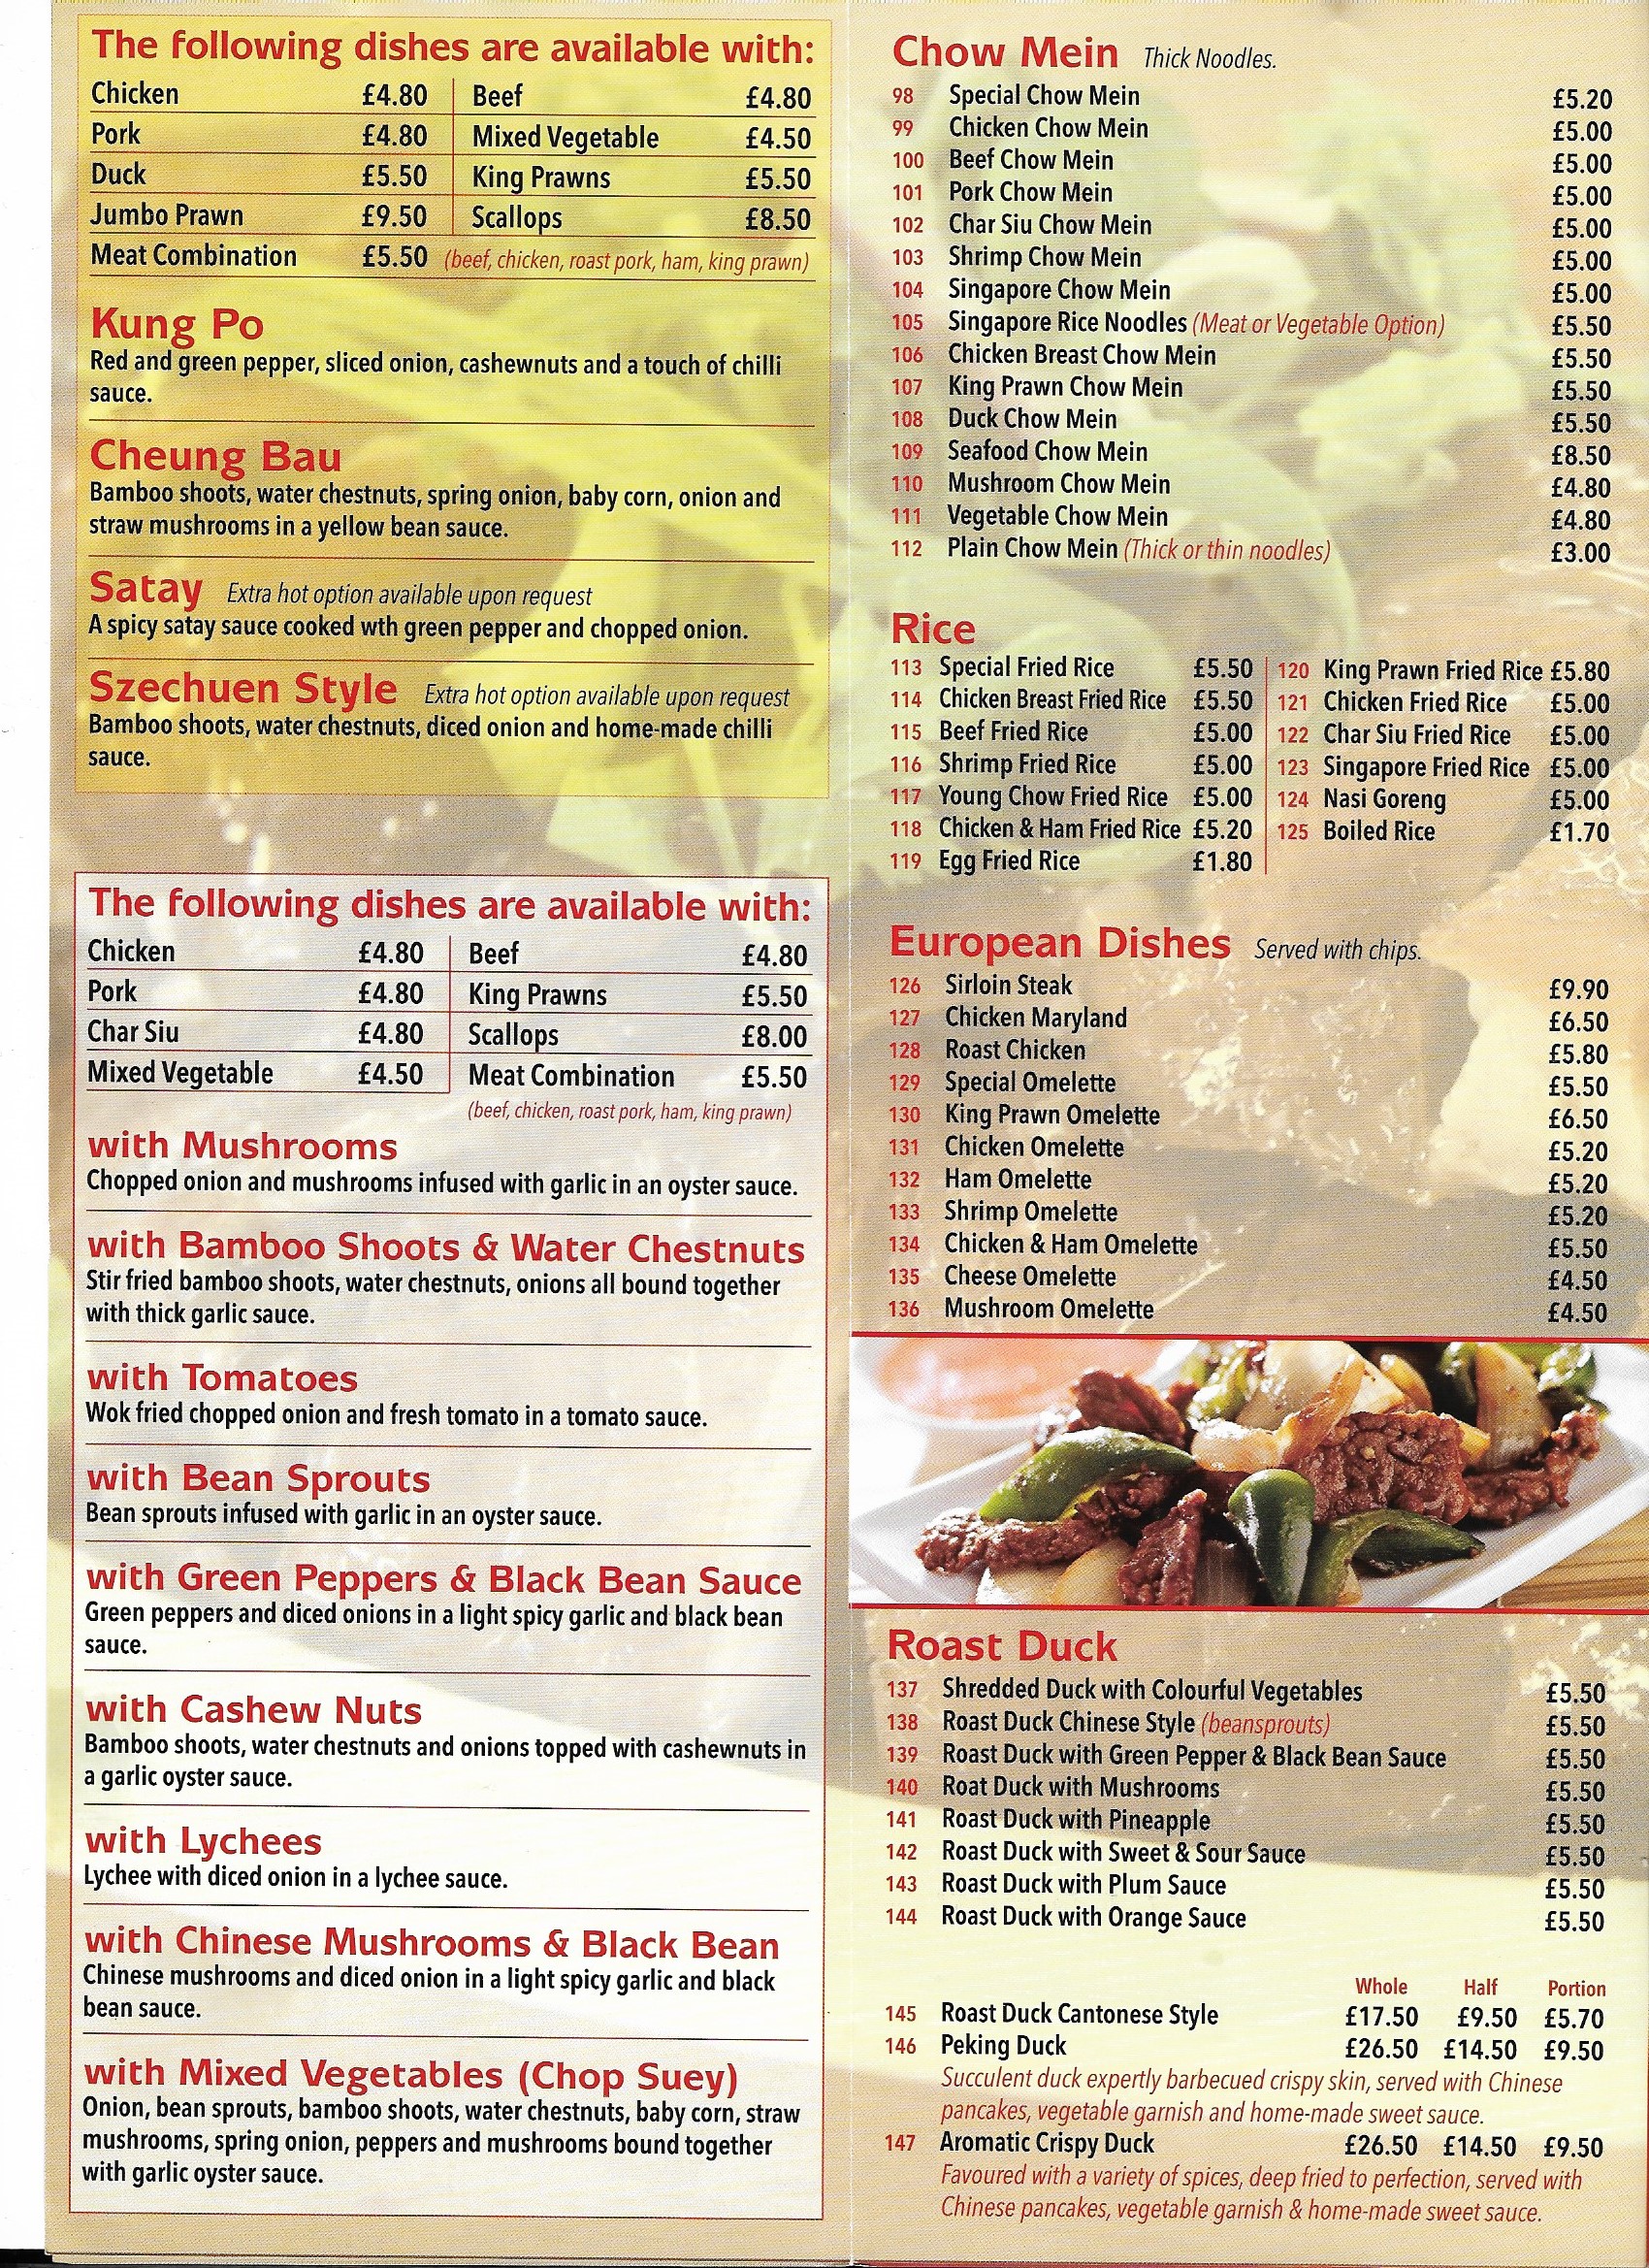 The following dishes are available with:
Chicken £4.80 Beef £4.80
Pork £4.80 Mixed Vegetable £4.50
Duck £5.50 King Prawns £5.50
Jumbo Prawn £9.50 Scallops £8.50
Meat Combination £5.50 (beef, chicken, roast pork, ham, king prawn)
Kung Po
Red and green pepper, sliced onion, cashewnuts and a touch of chilli
sauce.
Cheung Bau
Bamboo shoots, water chestnuts, spring onion, baby corn, onion and
straw mushrooms in a yellow bean sauce.
Satay Extra hot option available upon request
A spicy satay sauce cooked wth green pepper and chopped onion.
Szechuen Style Extra hot option available upon request
Bamboo shoots, water chestnuts, diced onion and home-made chilli
sauce.
The following dishes are available with:
Chicken £4.80 Beef £4.80
Pork £4.80 King Prawns £5.50
Char Siu £4.80 Scallops £8.00
Mixed Vegetable £4.50 Meat Combination £5.50
(beef, chicken, roast pork, ham, king prawn)
with Mushrooms
Chopped onion and mushrooms infused with garlic in an oyster sauce.
with Bamboo Shoots & Water Chestnuts
Stir fried bamboo shoots, water chestnuts, onions all bound together
with thick garlic sauce.
with Tomatoes
Wok fried chopped onion and fresh tomato in a tomato sauce.
with Bean Sprouts
Bean sprouts infused with garlic in an oyster sauce.
with Green Peppers & Black Bean Sauce
Green peppers and diced onions in a light spicy garlic and black bean
sauce.
with Cashew Nuts
Bamboo shoots, water chestnuts and onions topped with cashewnuts in
a garlic oyster sauce.
with Lychees
Lychee with diced onion in a lychee sauce.
with Chinese Mushrooms & Black Bean
Chinese mushrooms and diced onion in a light spicy garlic and black
bean sauce.
with Mixed Vegetables (Chop Suey)
Onion, bean sprouts, bamboo shoots, water chestnuts, baby corn, straw
mushrooms, spring onion, peppers and mushrooms bound together
with garlic oyster sauce.
Chow Mein Thick Noodles.
98 Special Chow Mein £5.20
99 Chicken Chow Mein £5.00
100 Beef Chow Mein £5.00
101 Pork Chow Mein £5.00
102 Char Siu Chow Mein £5.00
103 Shrimp Chow Mein £5.00
104 Singapore Chow Mein £5.00
105 Singapore Rice Noodles (Meat or Vegetable Option) £5.50
106 Chicken Breast Chow Mein £5.50
107 King Prawn Chow Mein £5.50
108 Duck Chow Mein £5.50
109 Seafood Chow Mein £8.50
110 Mushroom Chow Mein £4.80
111 Vegetable Chow Mein £4.80
112 Plain Chow Mein (Thick or thin noodles) £3.00
Rice
113 Special Fried Rice £5.50 120 King Prawn Fried Rice £5.80
114 Chicken Breast Fried Rice £5.50 121 Chicken Fried Rice £5.00
115 Beef Fried Rice £5.00 122 Char Siu Fried Rice £5.00
116 Shrimp Fried Rice £5.00 123 Singapore Fried Rice £5.00
117 Young Chow Fried Rice £5.00 124 Nasi Goreng £5.00
118 Chicken & Ham Fried Rice £5.20 125 Boiled Rice £1.70
119 Egg Fried Rice £1.80
European Dishes Served with chips.
126 Sirloin Steak £9.90
127 Chicken Maryland £6.50
128 Roast Chicken £5.80
129 Special Omelette £5.50
130 King Prawn Omelette £6.50
131 Chicken Omelette £5.20
132 Ham Omelette £5.20
133 Shrimp Omelette £5.20
134 Chicken & Ham Omelette £5.50
135 Cheese Omelette £4.50
136 Mushroom Omelette £4.50
Roast Duck
137 Shredded Duck with Colourful Vegetables £5.50
138 Roast Duck Chinese Style (beansprouts) £5.50
139 Roast Duck with Green Pepper & Black Bean Sauce £5.50
140 Roat Duck with Mushrooms £5.50
141 Roast Duck with Pineapple £5.50
142 Roast Duck with Sweet & Sour Sauce £5.50
143 Roast Duck with Plum Sauce £5.50
144 Roast Duck with Orange Sauce £5.50
Whole Half Portion
145 Roast Duck Cantonese Style £17.50 £9.50 £5.70
146 Peking Duck £26.50 £14.50 £9.50
Succulent duck expertly barbecued crispy skin, served with Chinese
pancakes, vegetable garnish and home-made sweet sauce.
147 Aromatic Crispy Duck £26.50 £14.50 £9.50
Favoured with a variety of spices, deep fried to perfection, served with
Chinese pancakes, vegetable garnish & home-made sweet sauce.